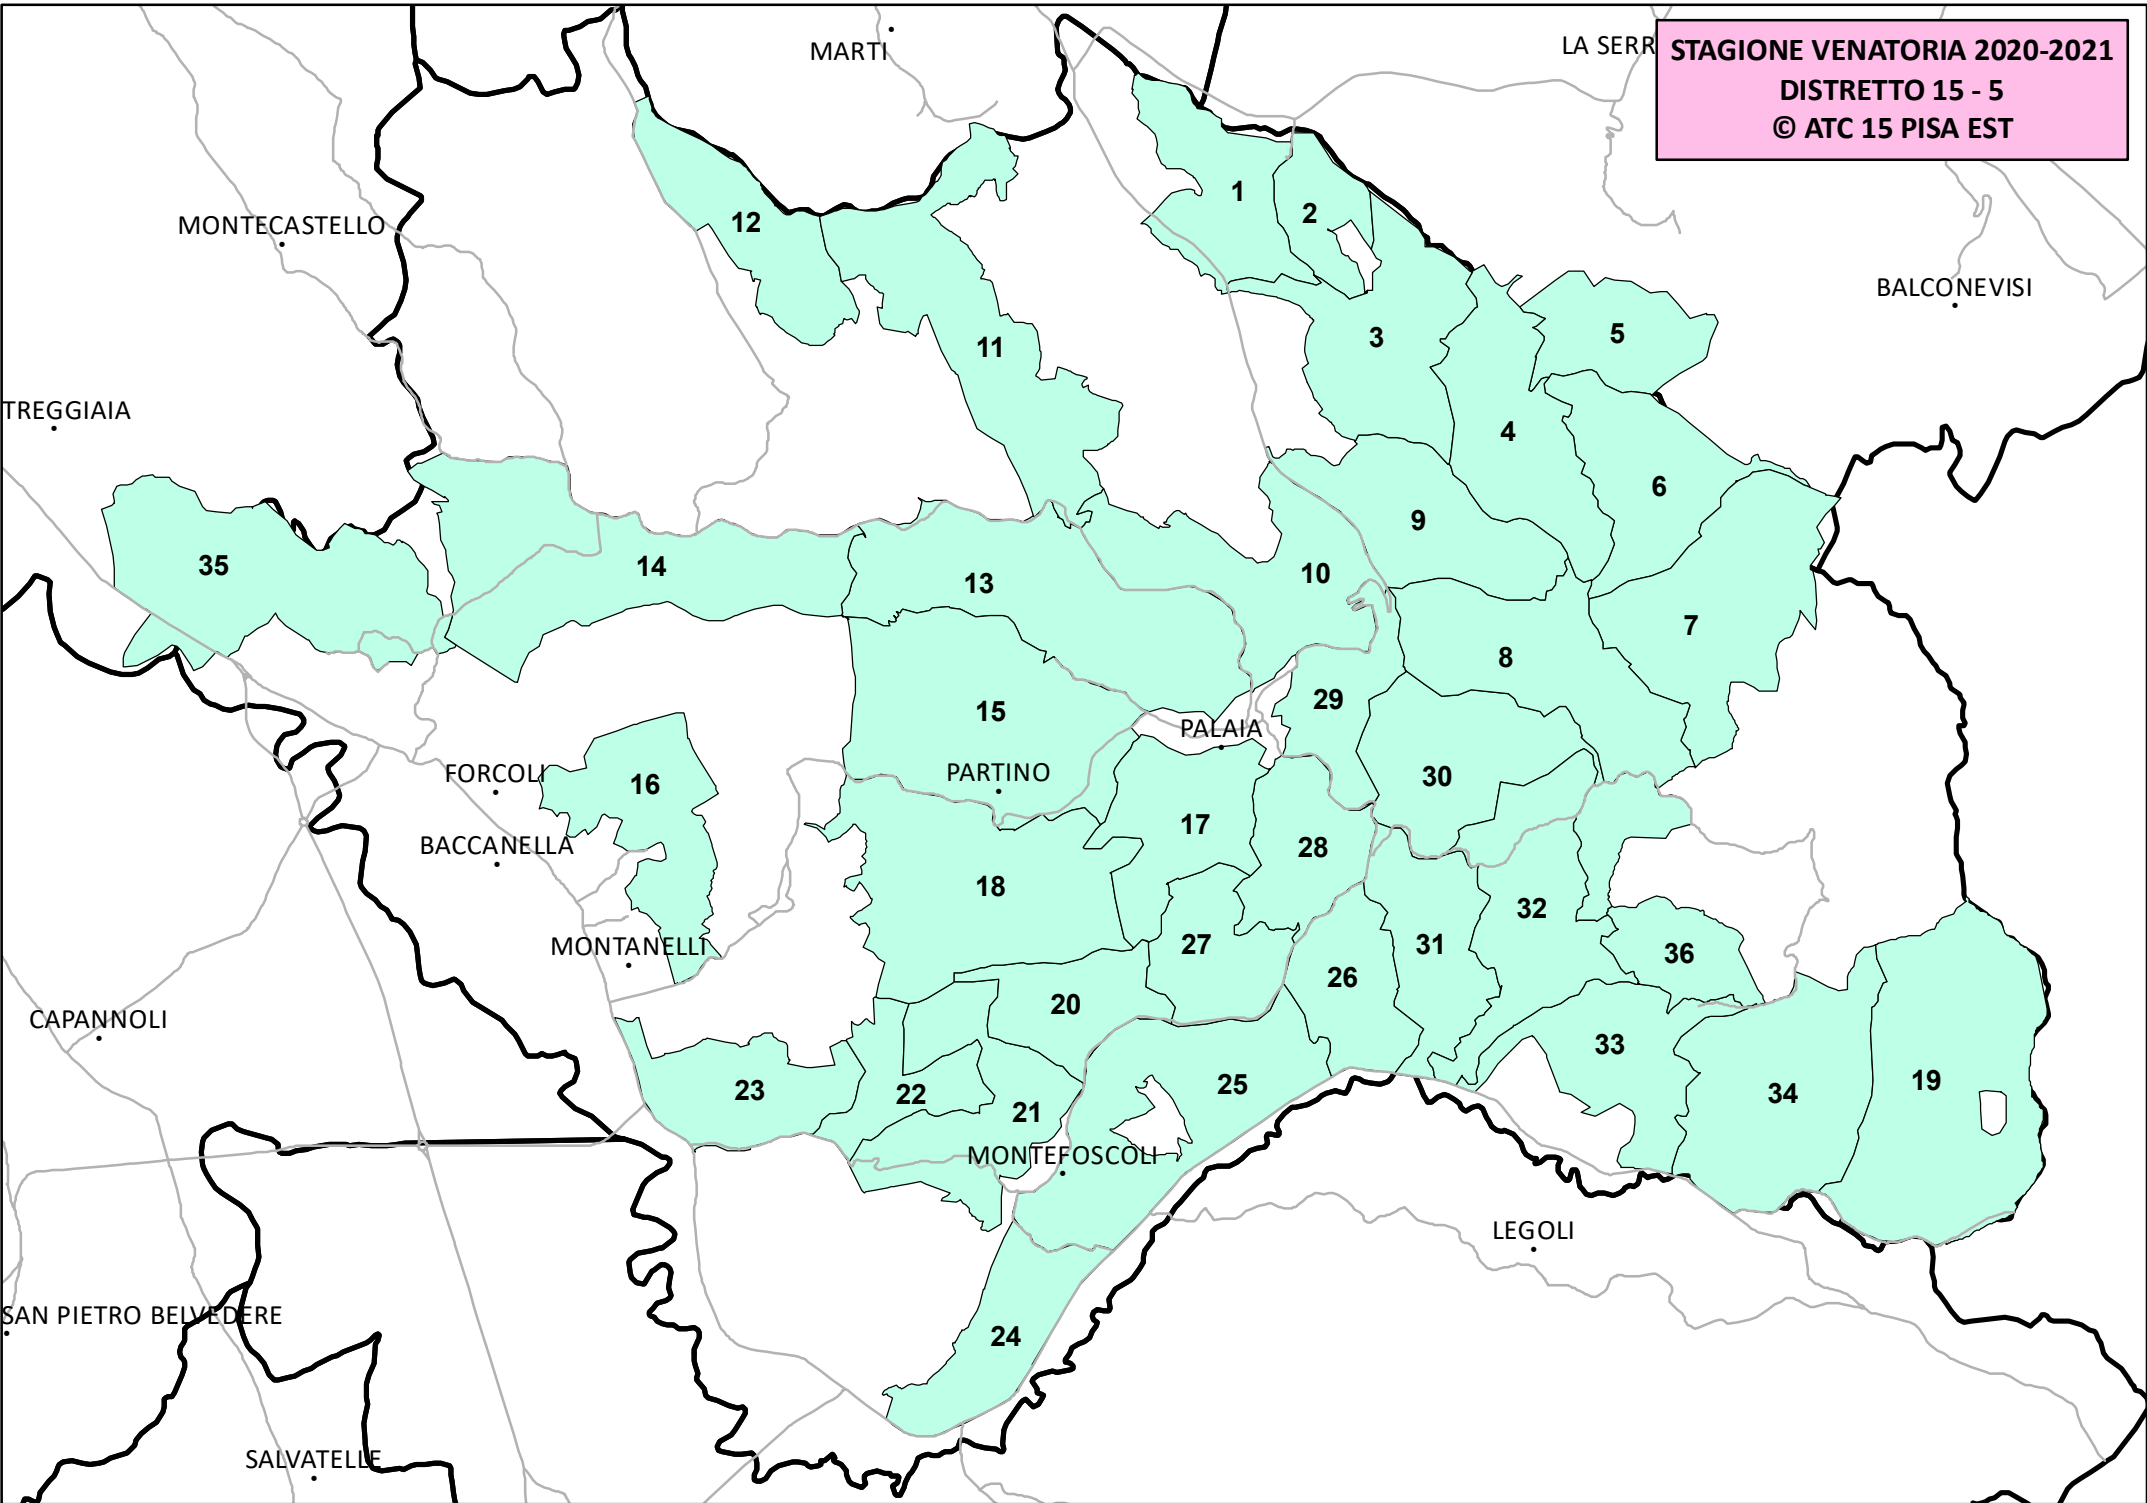 MARTI
LA SERR
STAGIONE VENATORIA 2020-2021
DISTRETTO 15 - 5
© ATC 15 PISA EST
1
2
12
MONTECASTELLO
BALCONEVISI
3
5
11
TREGGIAIA
4
6
9
35
14
13
10
7
8
29
15
PALAIA
FORCOLI
16
PARTINO
30
17
BACCANELLA
28
18
32
MONTANELLI
27
31
36
26
20
CAPANNOLI
33
23
22
21
25
34
19
MONTEFOSCOLI
LEGOLI
SAN PIETRO BELVEDERE
24
SALVATELLE